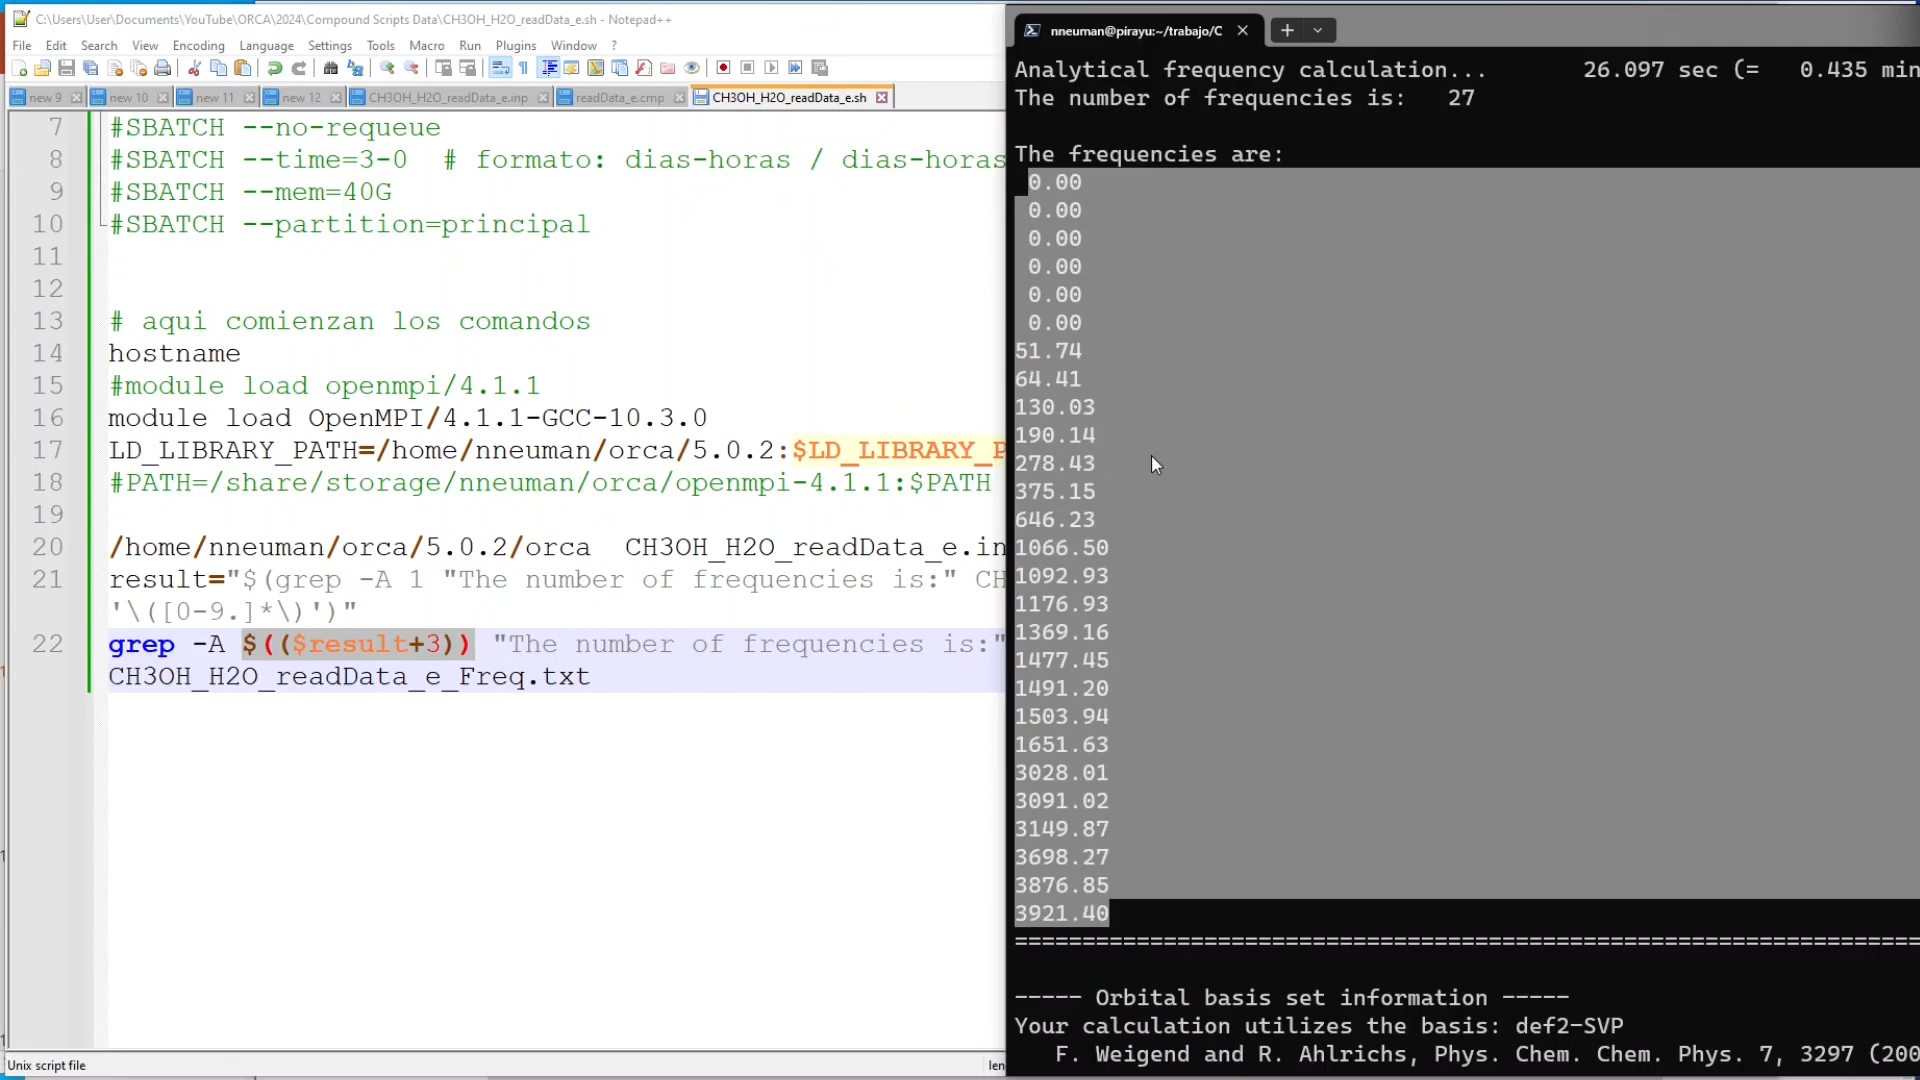 C:\Users\User\Documents\YouTube\ORCA\2024\Compound Scripts Data\CH3OH_H2O_readData_e.sh - Notepad++
File Edit Search View Encoding Language Settings Tools Macro Run Plugins Window ?
new 9 new 10 new 11 new 12 CH3OH_H2O_readData_e.inp readData_e.cmp CH3OH_H2O_readData_e.sh
7 #SBATCH --no-requeue
8 #SBATCH --time=3-0 # formato: dias-horas / dias-horas
9 #SBATCH --mem=40G
10 #SBATCH --partition=principal
11
12
13 # aqui comienzan los comandos
14 hostname
15 #module load openmpi/4.1.1
16 module load OpenMPI/4.1.1-GCC-10.3.0
17 LD_LIBRARY_PATH=/home/nneuman/orca/5.0.2:$LD_LIBRARY_P
18 #PATH=/share/storage/nneuman/orca/openmpi-4.1.1:$PATH
19
20 /home/nneuman/orca/5.0.2/orca CH3OH_H2O_readData_e.in
21 result="$(grep -A 1 "The number of frequencies is:" CH
'\([0-9.]*\)')"
22 grep -A $(($result+3)) "The number of frequencies is:"
CH3OH_H2O_readData_e_Freq.txt
Unix script file
len
nneuman@pirayu:~/trabajo/C
Analytical frequency calculation... 26.097 sec (= 0.435 min
The number of frequencies is: 27
The frequencies are:
0.00
0.00
0.00
0.00
0.00
0.00
51.74
64.41
130.03
190.14
278.43
375.15
646.23
1066.50
1092.93
1176.93
1369.16
1477.45
1491.20
1503.94
1651.63
3028.01
3091.02
3149.87
3698.27
3876.85
3921.40
====================================================================
----- Orbital basis set information -----
Your calculation utilizes the basis: def2-SVP
F. Weigend and R. Ahlrichs, Phys. Chem. Chem. Phys. 7, 3297 (200